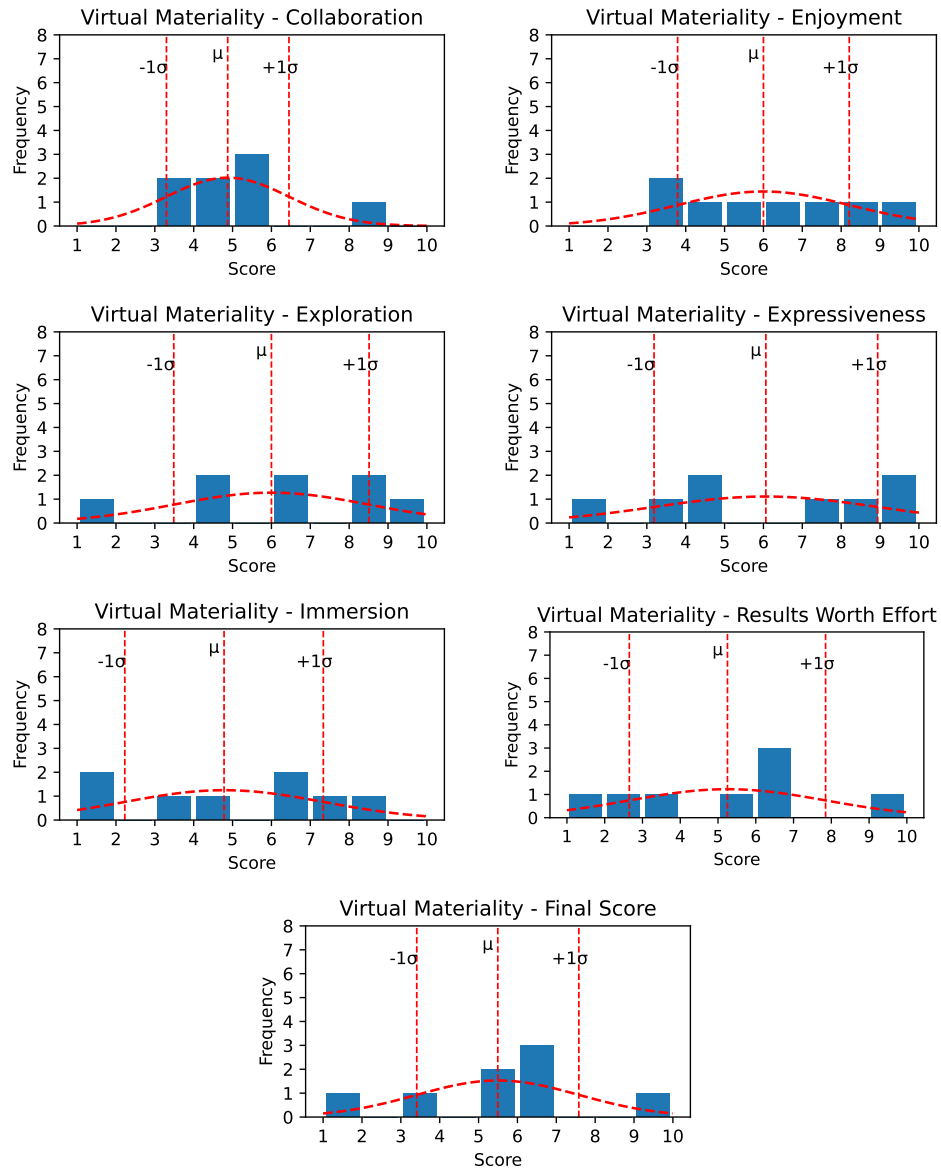 Virtual Materiality - Collaboration
8
7
6
5
4
3
2
1
0
Frequency
-1σ
μ
+1σ
1 2 3 4 5 6 7 8 9 10
Score
Virtual Materiality - Enjoyment
8
7
6
5
4
3
2
1
0
Frequency
-1σ
μ
+1σ
1 2 3 4 5 6 7 8 9 10
Score
Virtual Materiality - Exploration
8
7
6
5
4
3
2
1
0
Frequency
-1σ
μ
+1σ
1 2 3 4 5 6 7 8 9 10
Score
Virtual Materiality - Expressiveness
8
7
6
5
4
3
2
1
0
Frequency
-1σ
μ
+1σ
1 2 3 4 5 6 7 8 9 10
Score
Virtual Materiality - Immersion
8
7
6
5
4
3
2
1
0
Frequency
-1σ
μ
+1σ
1 2 3 4 5 6 7 8 9 10
Score
Virtual Materiality - Results Worth Effort
8
7
6
5
4
3
2
1
0
Frequency
-1σ
μ
+1σ
1 2 3 4 5 6 7 8 9 10
Score
Virtual Materiality - Final Score
8
7
6
5
4
3
2
1
0
Frequency
-1σ
μ
+1σ
1 2 3 4 5 6 7 8 9 10
Score